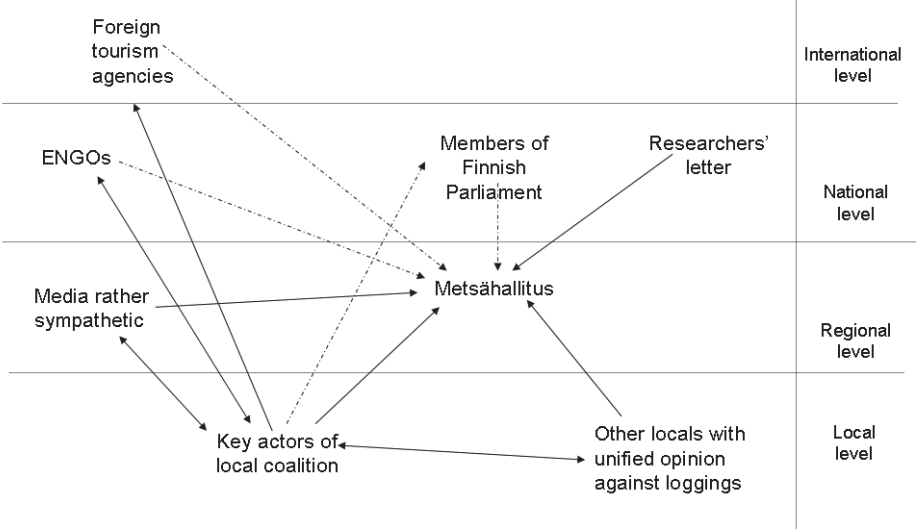 Foreign
tourism
agencies
International
level
ENGOs
Members of
Finnish
Parliament
Researchers'
letter
National
level
Media rather
sympathetic
Metsähallitus
Regional
level
Key actors of
local coalition
Other locals with
unified opinion
against loggings
Local
level